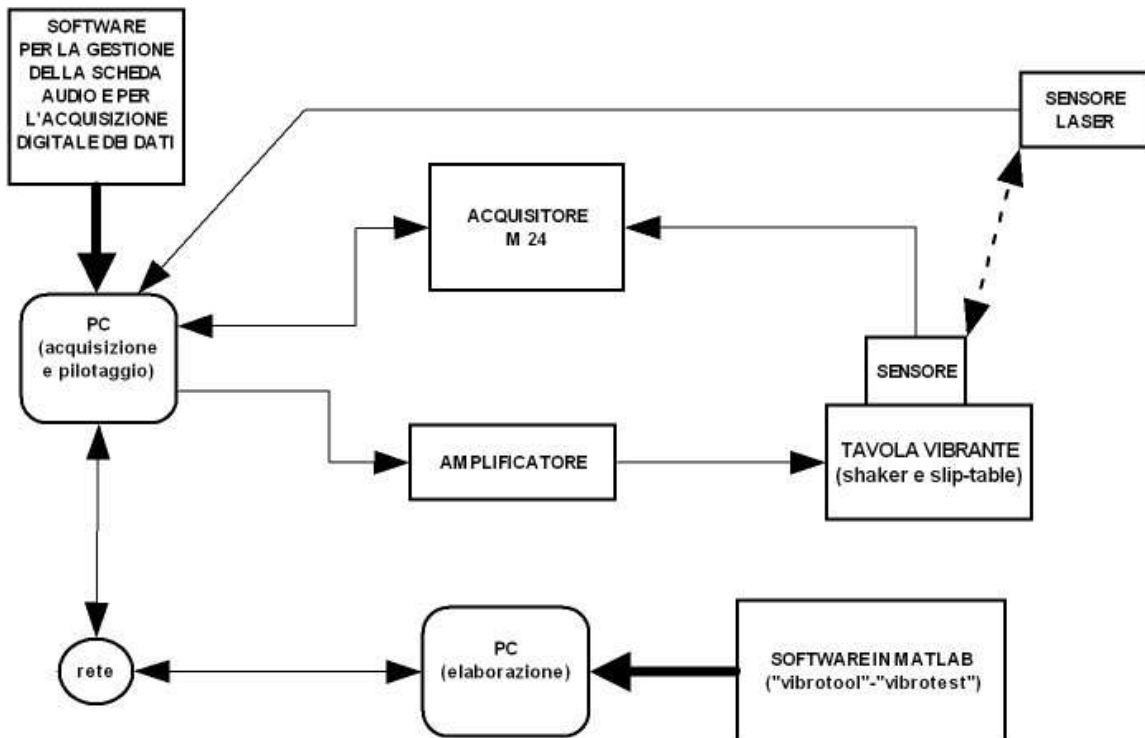 SOFTWARE
PER LA GESTIONE
DELLA SCHEDA
AUDIO E PER
L'ACQUISIZIONE
DIGITALE DEI DATI
SENSORE
LASER
ACQUISITORE
M 24
PC
(acquisizione
e pilotaggio)
SENSORE
AMPLIFICATORE
TAVOLA VIBRANTE
(shaker e slip-table)
rete
PC
(elaborazione)
SOFTWARE IN MATLAB
("vibrotool"-"vibrotest")